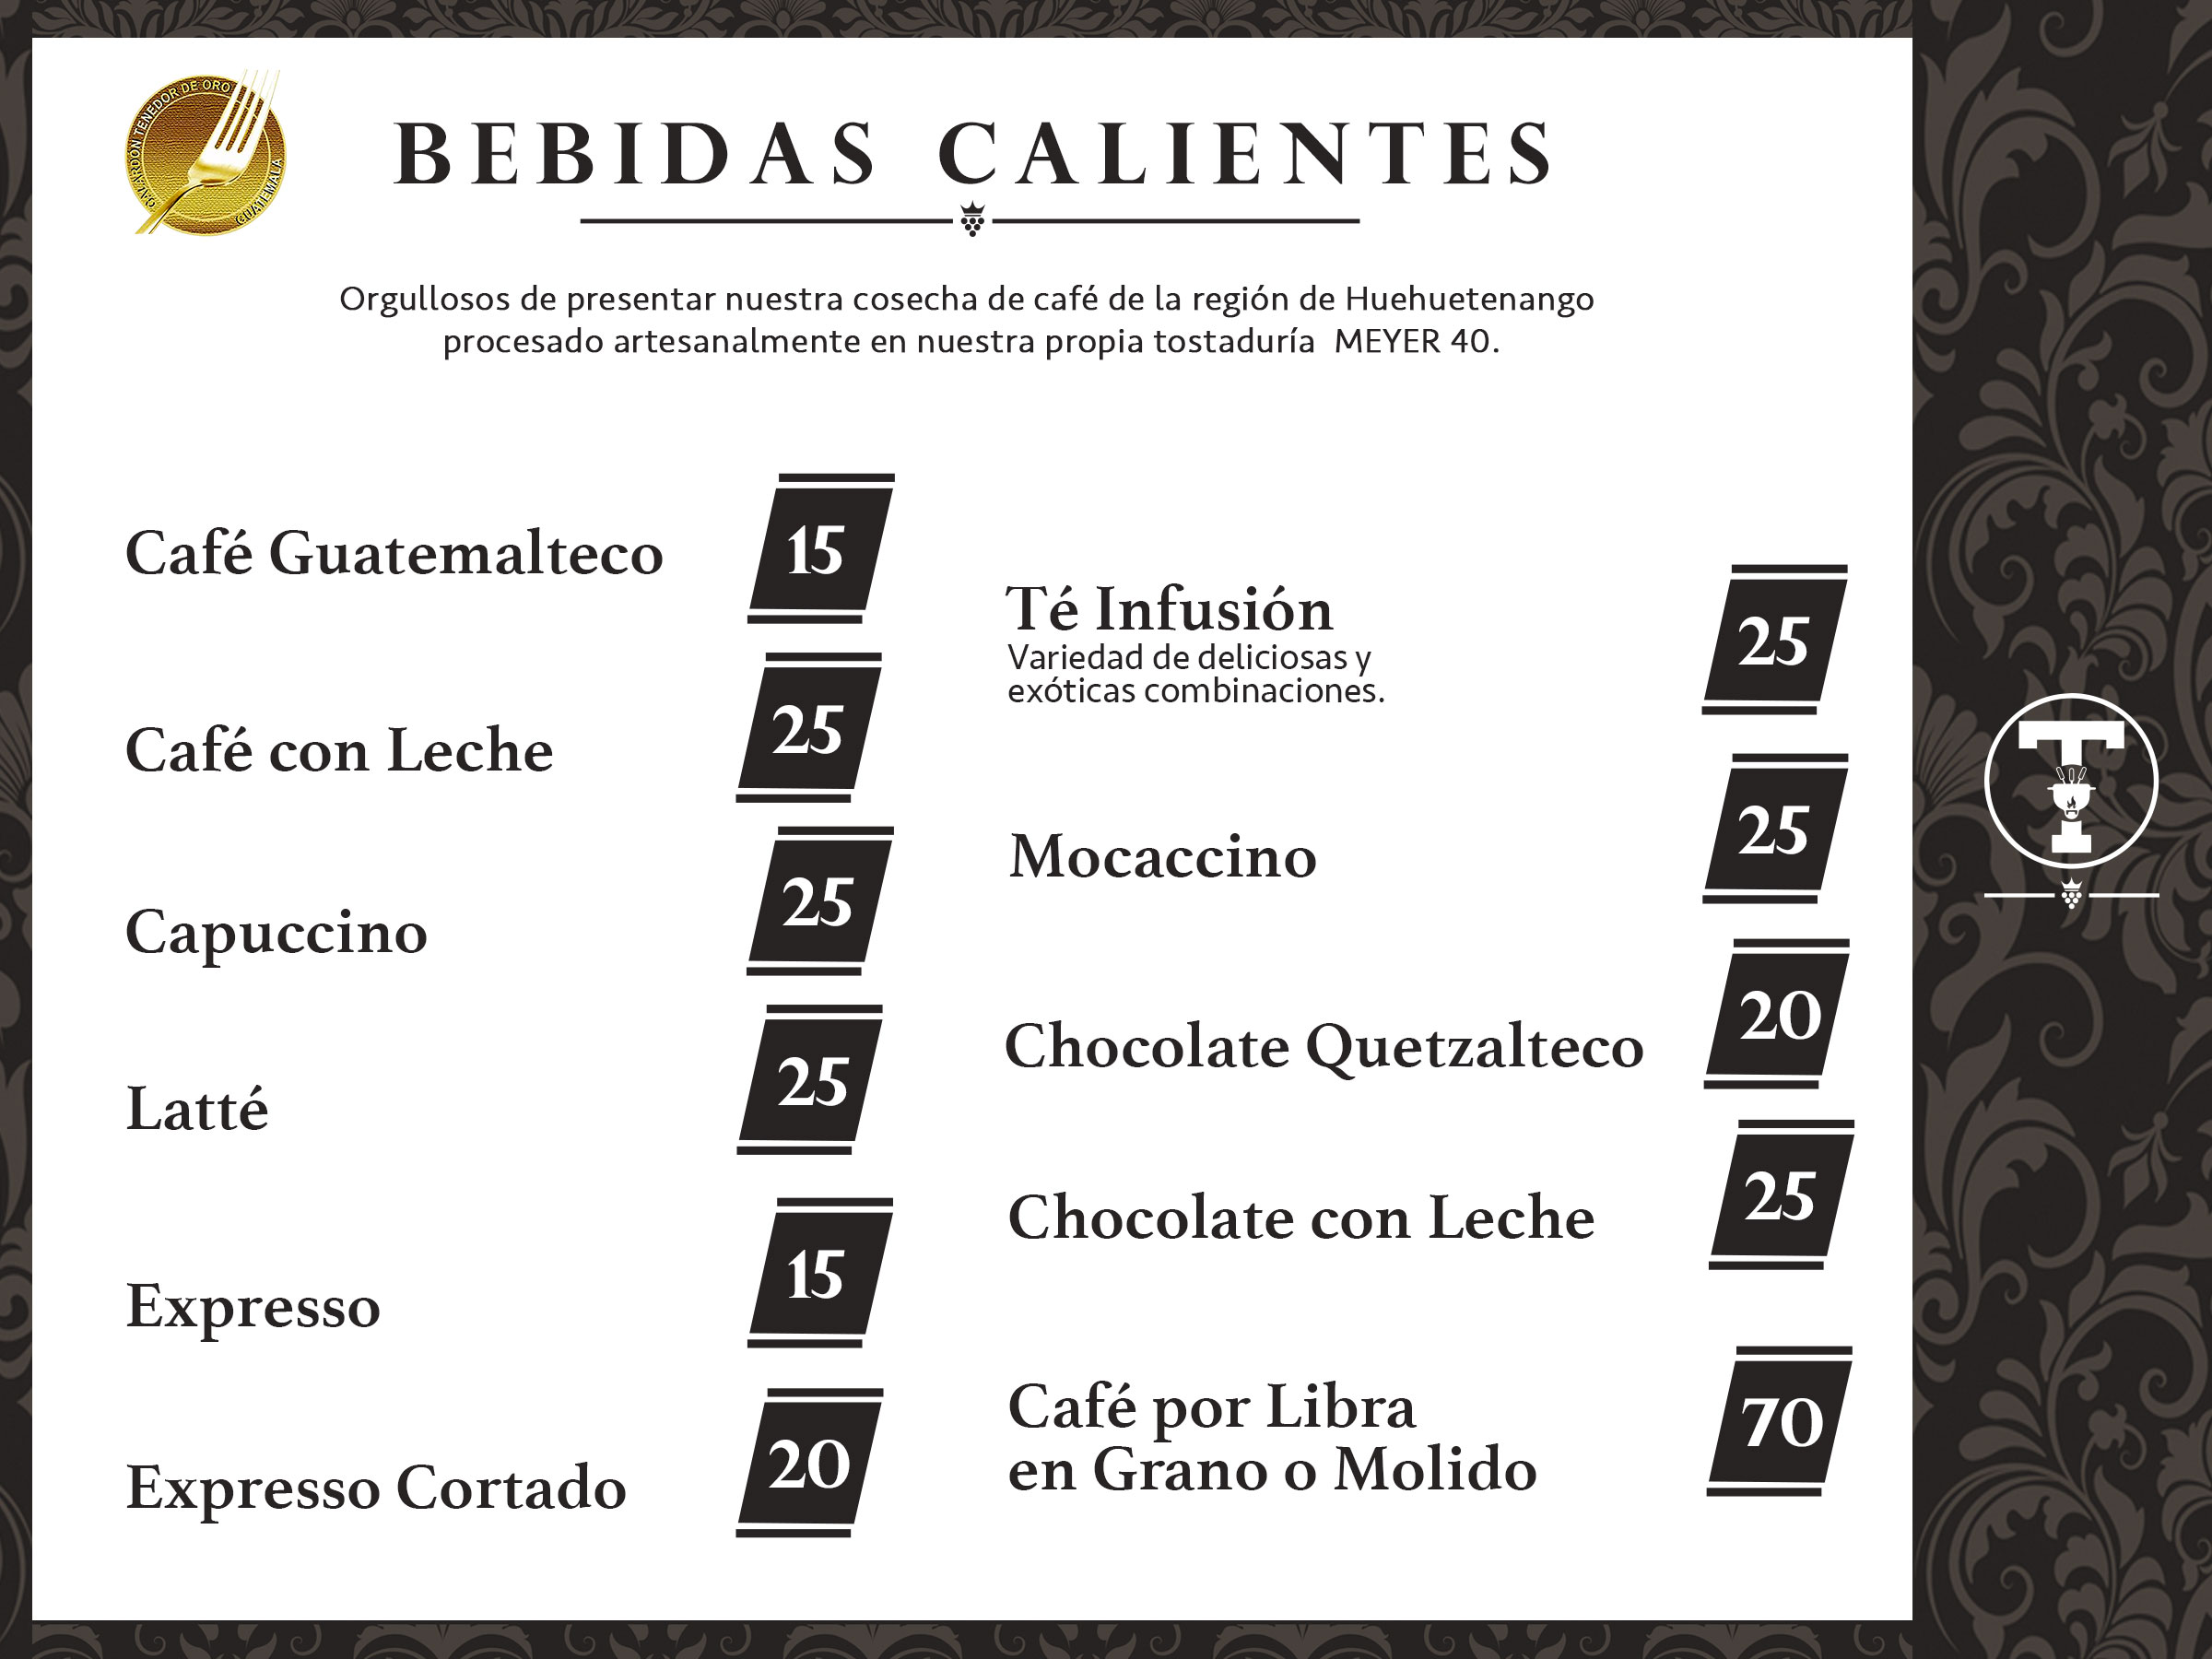 GALARDÓN TENEDOR DE ORO
GUATEMALA
BEBIDAS CALIENTES
Orgullosos de presentar nuestra cosecha de café de la región de Huehuetenango
procesado artesanalmente en nuestra propia tostaduría MEYER 40.
Café Guatemalteco 15
Café con Leche 25
Capuccino 25
Latté 25
Expresso 15
Expresso Cortado 20
Té Infusión 25
Variedad de deliciosas y
exóticas combinaciones.
Mocaccino 25
Chocolate Quetzalteco 20
Chocolate con Leche 25
Café por Libra
en Grano o Molido 70
T